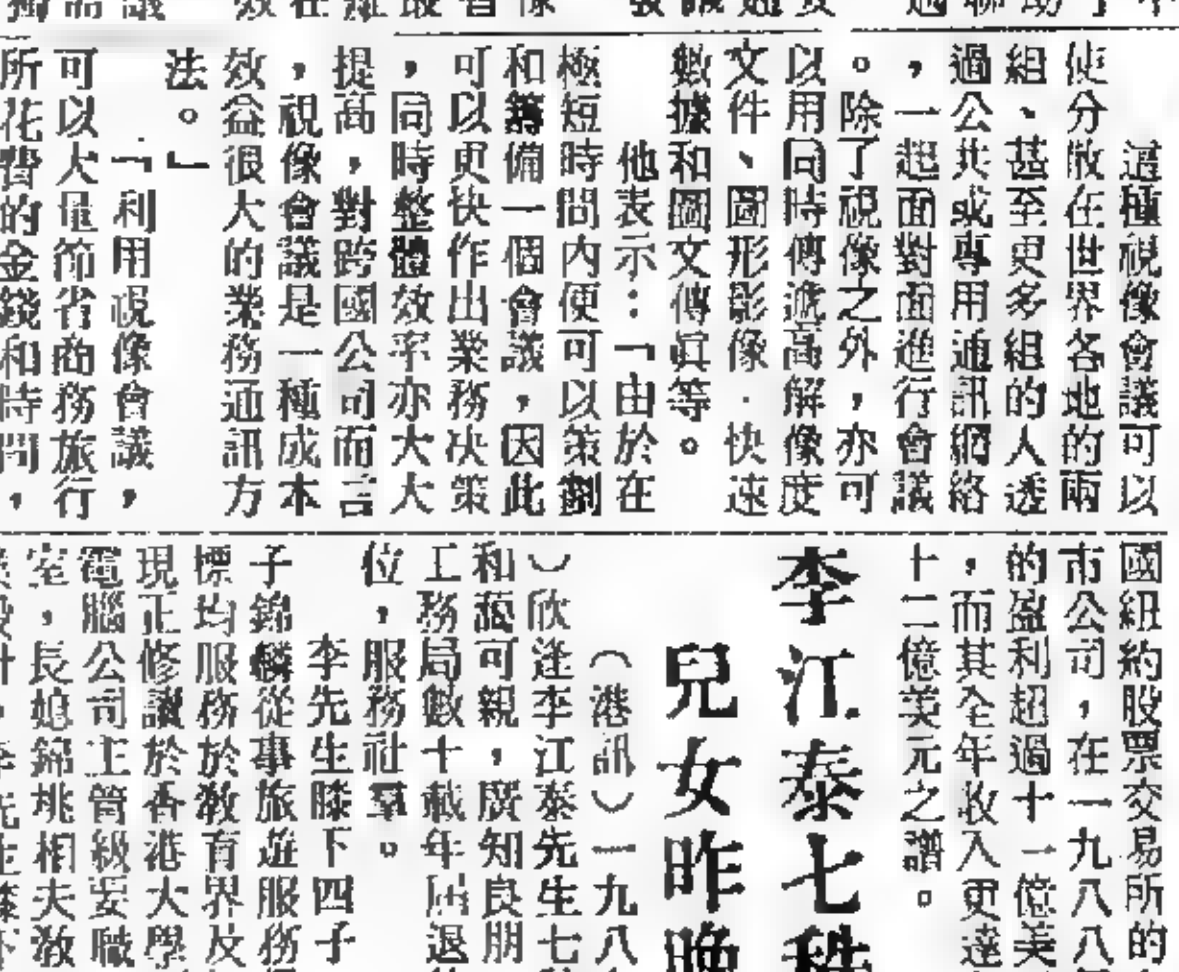 這種視像會議可以
使分散在世界各地的兩
組、甚至更多組的人透
過公共或專用通訊網絡
，一起面對面進行會議
。除了視像之外，亦可
以用同時傳遞高解像度
文件、圖形影像．快速
數據和圖文傳眞等。
他表示：「由於在
極短時間內便可以策劃
和籌備一個會議，因此
可以更快作出業務决策
，同時整體效率亦大大
提高，對跨國公司而言
，視像會議是一種成本
效益很大的業務通訊方
法。」
「利用視像會議，
可以大量節省商務旅行
所花費的金錢和時間，
國紐約股票交易所的
市公司，在一九八八
的盈利超過十一億美
，而其全年收入更達
十二億美元之譜。
李江泰七秩
兒女昨晚
（港訊）一九八
）欣逢李江泰先生七
和藹可親，廣知良朋
工務局數十載年屆退
位，服務社羣。
李先生膝下四子
子錦麟從事旅遊服務
標均服務於教育界及
現正修讀於香港大學
電腦公司主管級要職
室，長媳錦桃相夫教